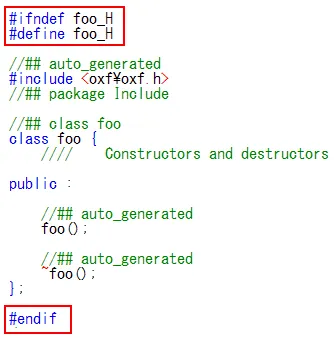 #ifndef foo_H
#define foo_H
//## auto_generated
#include <oxf¥oxf.h>
//## package Include
//## class foo
class foo {
////    Constructors and destructors
public :
//## auto_generated
foo();
//## auto_generated
~foo();
};
#endif